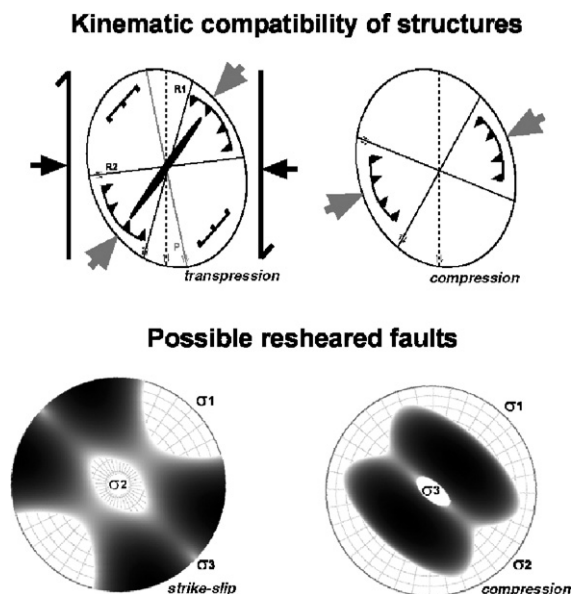 Kinematic compatibility of structures
R1
R2
P
transpression
compression
Possible resheared faults
σ1
σ2
σ3
strike-slip
σ1
σ3
σ2
compression